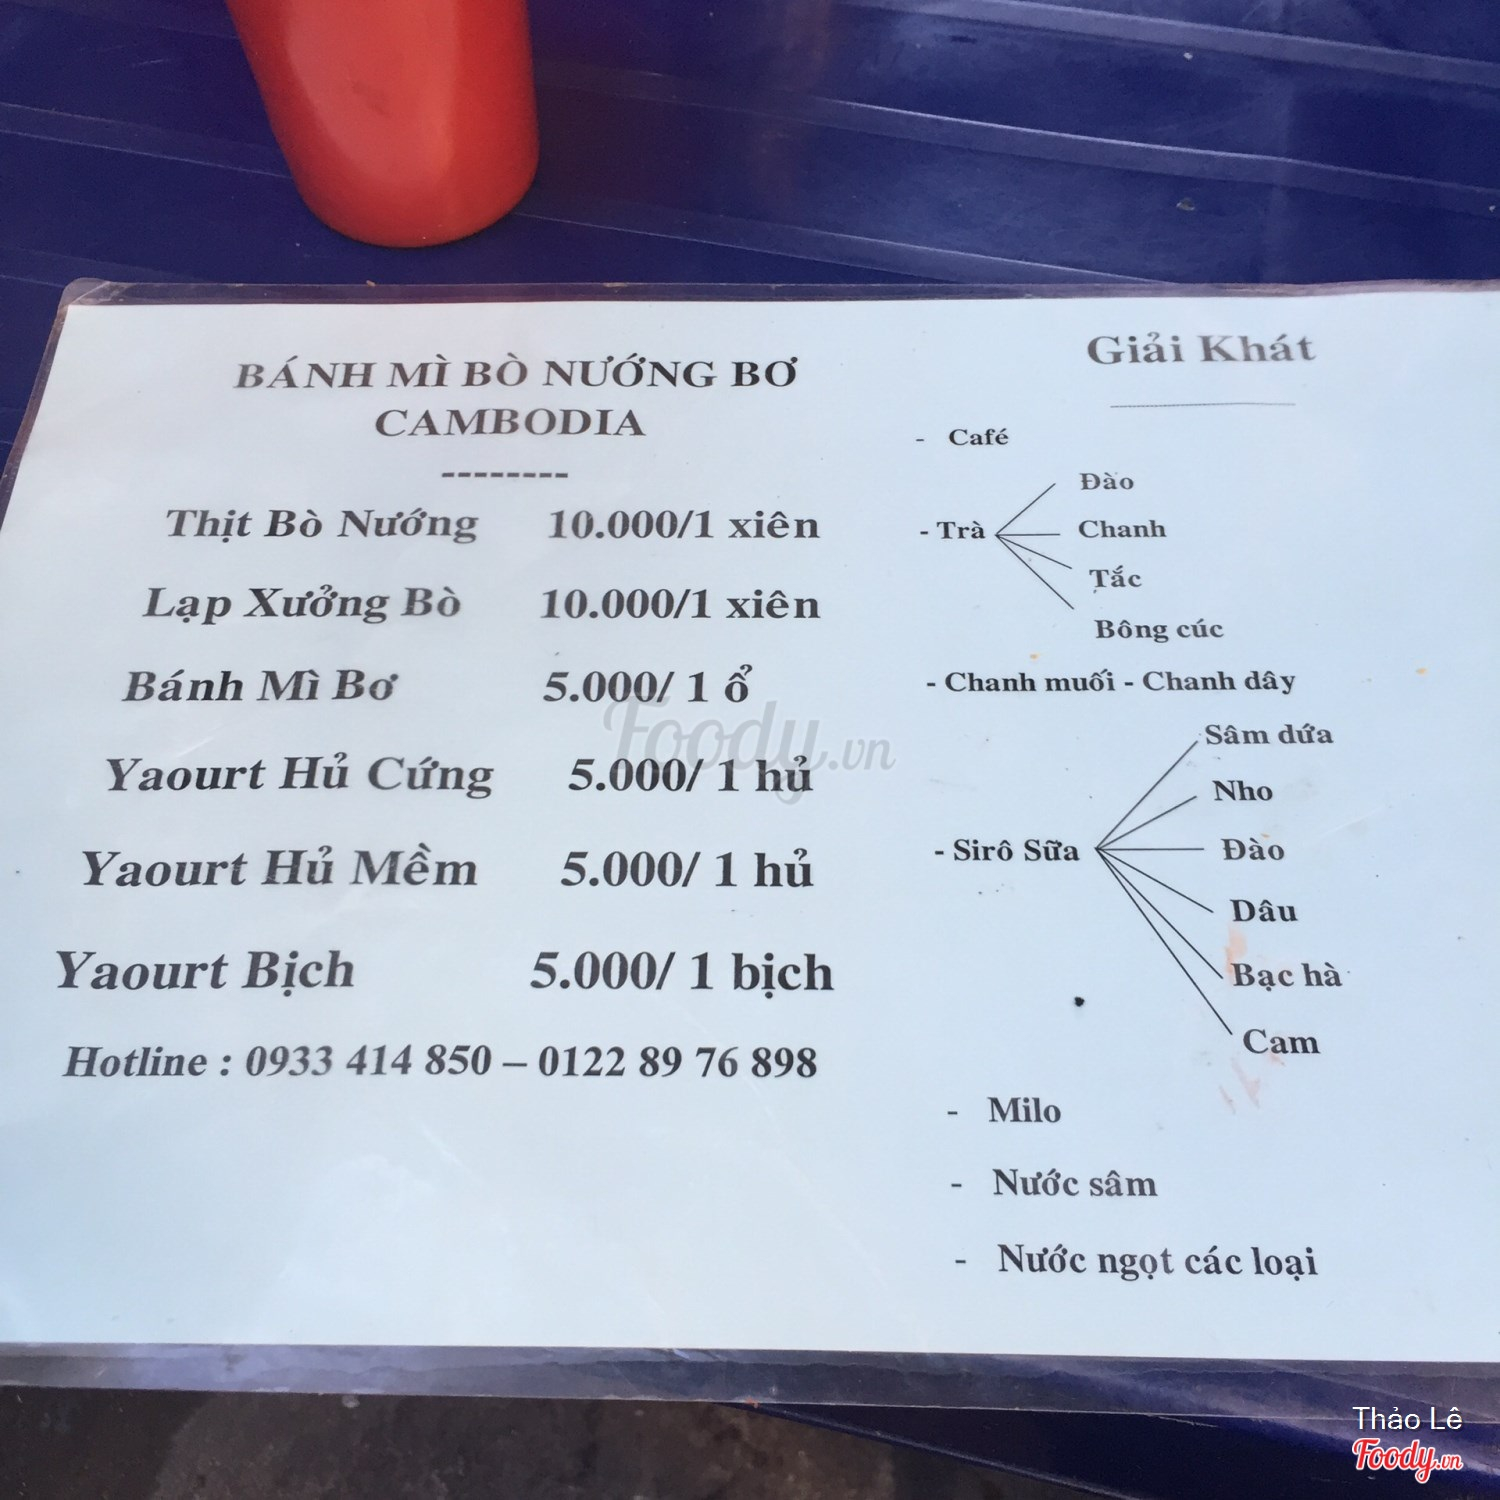 BÁNH MÌ BÒ NƯỚNG BƠ
CAMBODIA
--------
Thịt Bò Nướng 10.000/1 xiên
Lạp Xưởng Bò 10.000/1 xiên
Bánh Mì Bơ 5.000/ 1 ổ
Yaourt Hủ Cứng 5.000/ 1 hủ
Yaourt Hủ Mềm 5.000/ 1 hủ
Yaourt Bịch 5.000/ 1 bịch
Hotline : 0933 414 850 – 0122 89 76 898
Giải Khát
- Café
- Trà
Đào
Chanh
Tắc
Bông cúc
- Chanh muối - Chanh dây
- Sirô Sữa
Sâm dứa
Nho
Đào
Dâu
Bạc hà
Cam
- Milo
- Nước sâm
- Nước ngọt các loại
Foody.vn
Thảo Lê
Foody.vn